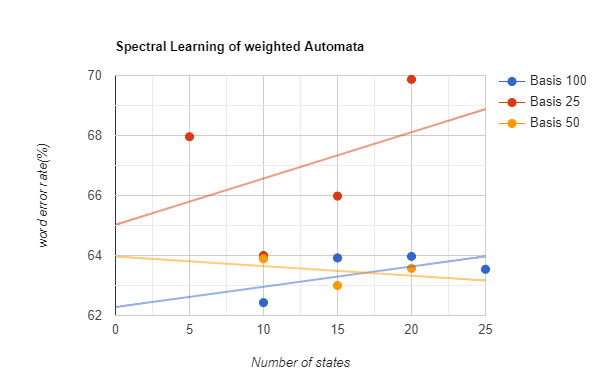 Spectral Learning of weighted Automata
70
68
66
64
62
word error rate(%)
0 5 10 15 20 25
Number of states
Basis 100
Basis 25
Basis 50